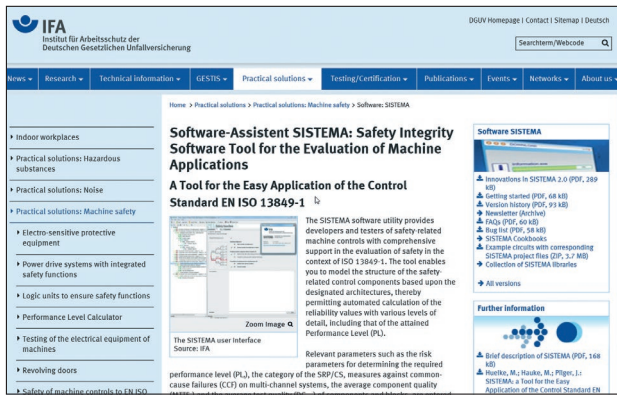 DGUV Homepage | Contact | Sitemap | Deutsch
IFA
Institut für Arbeitsschutz der
Deutschen Gesetzlichen Unfallversicherung
Searchterm/Webcode
News Research Technical information GESTIS Practical solutions Testing/Certification Publications Events Networks About us
Home > Practical solutions > Practical solutions: Machine safety > Software: SISTEMA
Indoor workplaces
Practical solutions: Hazardous
substances
Practical solutions: Noise
Practical solutions: Machine safety
Electro-sensitive protective
equipment
Power drive systems with integrated
safety functions
Logic units to ensure safety functions
Performance Level Calculator
Testing of the electrical equipment of
machines
Revolving doors
Safety of machine controls to EN ISO
Software-Assistent SISTEMA: Safety Integrity
Software Tool for the Evaluation of Machine
Applications
A Tool for the Easy Application of the Control
Standard EN ISO 13849-1
Zoom Image
The SISTEMA user interface
Source: IFA
The SISTEMA software utility provides
developers and testers of safety-related
machine controls with comprehensive
support in the evaluation of safety in the
context of ISO 13849-1. The tool enables
you to model the structure of the safety-
related control components based upon the
designated architectures, thereby
permitting automated calculation of the
reliability values with various levels of
detail, including that of the attained
Performance Level (PL).
Relevant parameters such as the risk
parameters for determining the required
performance level (PLr), the category of the SRP/CS, measures against common-
cause failures (CCF) on multi-channel systems, the average component quality
Software SISTEMA
Innovations in SISTEMA 2.0 (PDF, 289
kB)
Getting started (PDF, 68 kB)
Version history (PDF, 93 kB)
Newsletter (Archive)
FAQs (PDF, 60 kB)
Bug list (PDF, 58 kB)
SISTEMA Cookbooks
Example circuits with corresponding
SISTEMA project files (ZIP, 3.7 MB)
Collection of SISTEMA libraries
All versions
Further information
Brief description of SISTEMA (PDF, 168
kB)
Huelke, M.; Hauke, M.; Pilger, J.:
SISTEMA: a Tool for the Easy
Application of the Control Standard EN